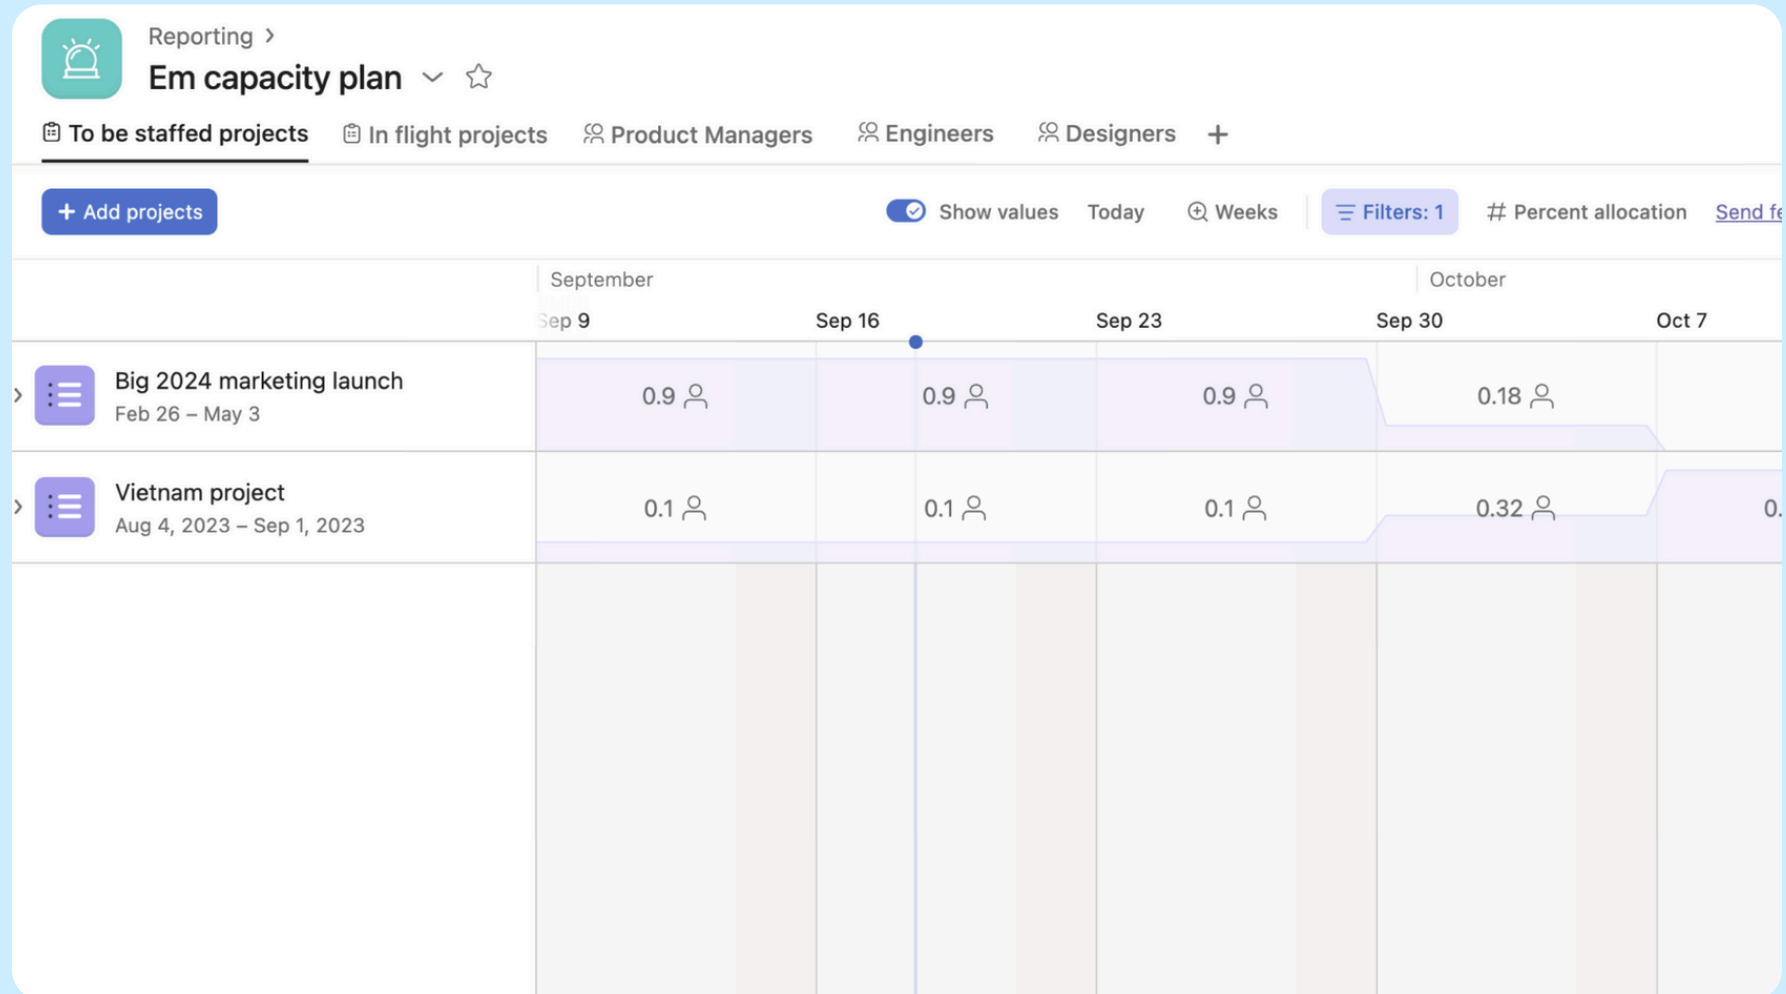 Reporting
Em capacity plan
To be staffed projects In flight projects Product Managers Engineers Designers +
+ Add projects Show values Today Weeks Filters: 1 # Percent allocation Send
September October
Sep 9 Sep 16 Sep 23 Sep 30 Oct 7
Big 2024 marketing launch
Feb 26 – May 3
0.9 0.9 0.9 0.18
Vietnam project
Aug 4, 2023 – Sep 1, 2023
0.1 0.1 0.1 0.32